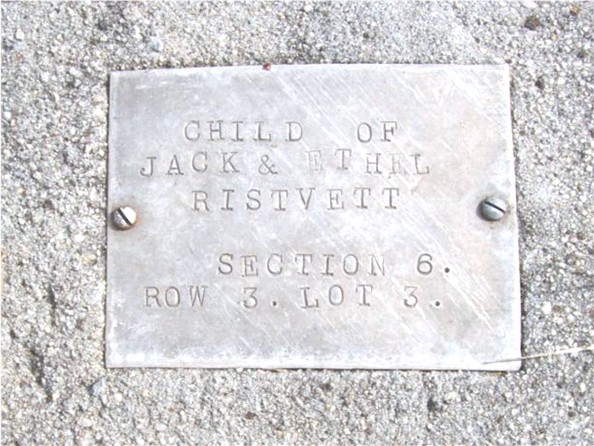 CHILD OF
JACK & ETHEL
RISTVETT
SECTION 6.
ROW 3. LOT 3.